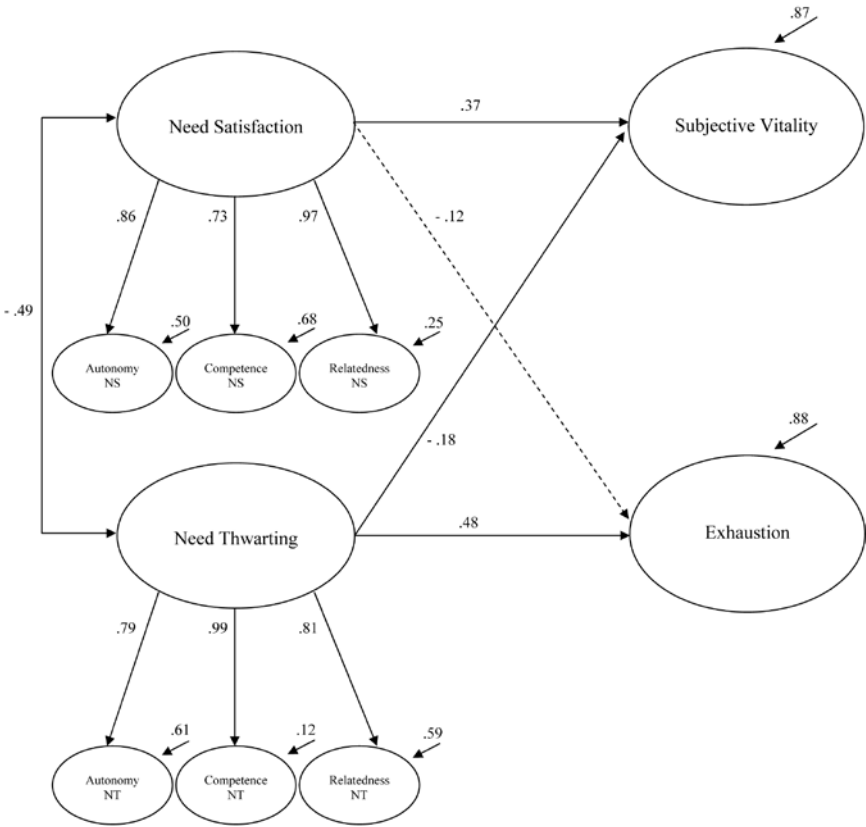 .87
Need Satisfaction
.37
Subjective Vitality
.86
.73
.97
- .12
- .49
.50
.68
.25
Autonomy
NS
Competence
NS
Relatedness
NS
- .18
.88
Need Thwarting
.48
Exhaustion
.79
.99
.81
.61
.12
.59
Autonomy
NT
Competence
NT
Relatedness
NT